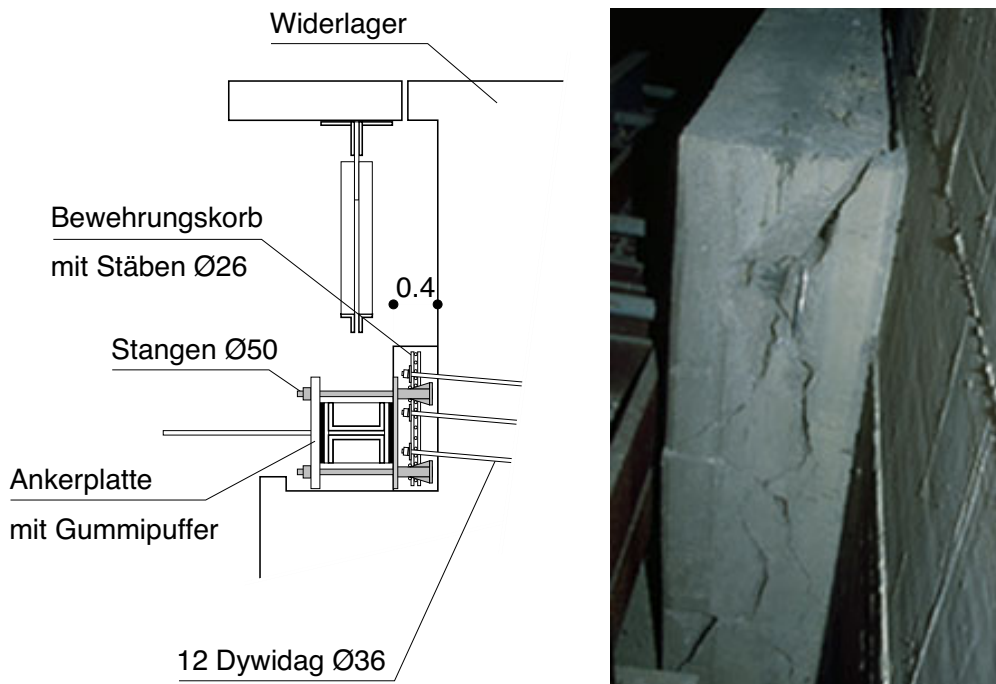 Widerlager
Bewehrungskorb
mit Stäben Ø26
0.4
Stangen Ø50
Ankerplatte
mit Gummipuffer
12 Dywidag Ø36